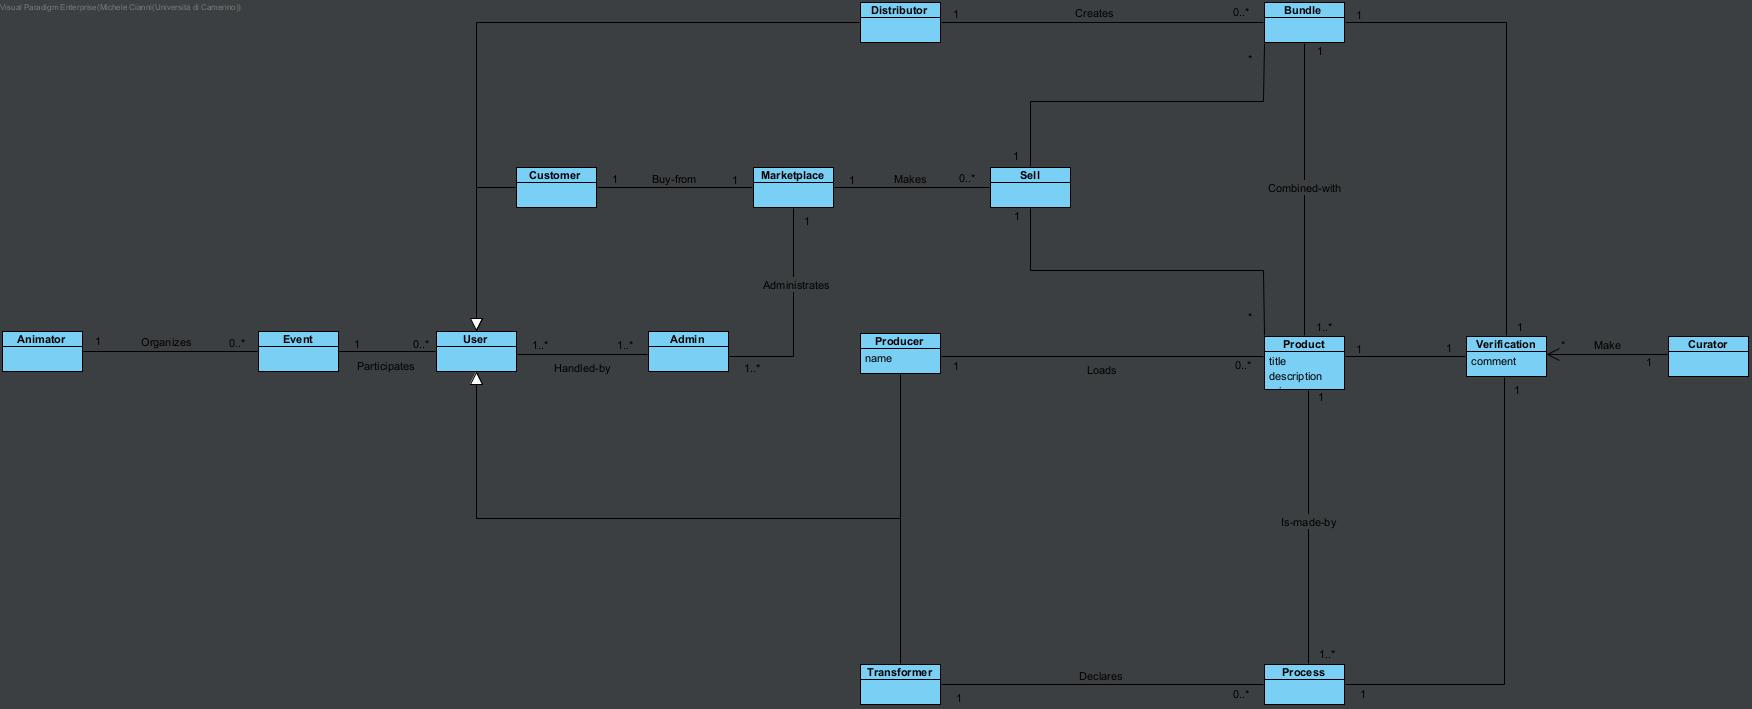 Visual Paradigm Enterprise(Michele Cianni(Università di Camerino))
Distributor
1
Creates
0..*
Bundle
1
1
*
1
Customer
1
Buy-from
1
Marketplace
1
Makes
0..*
Sell
Combined-with
1
1
Administrates
*
1..*
1
Animator
1
Organizes
0..*
Event
1
Participates
0..*
User
1..*
Handled-by
1..*
Admin
1..*
Producer
name
1
Loads
0..*
Product
title
description
1
1
1
Verification
comment
*
Make
1
Curator
1
Is-made-by
1..*
Transformer
1
Declares
0..*
Process
1